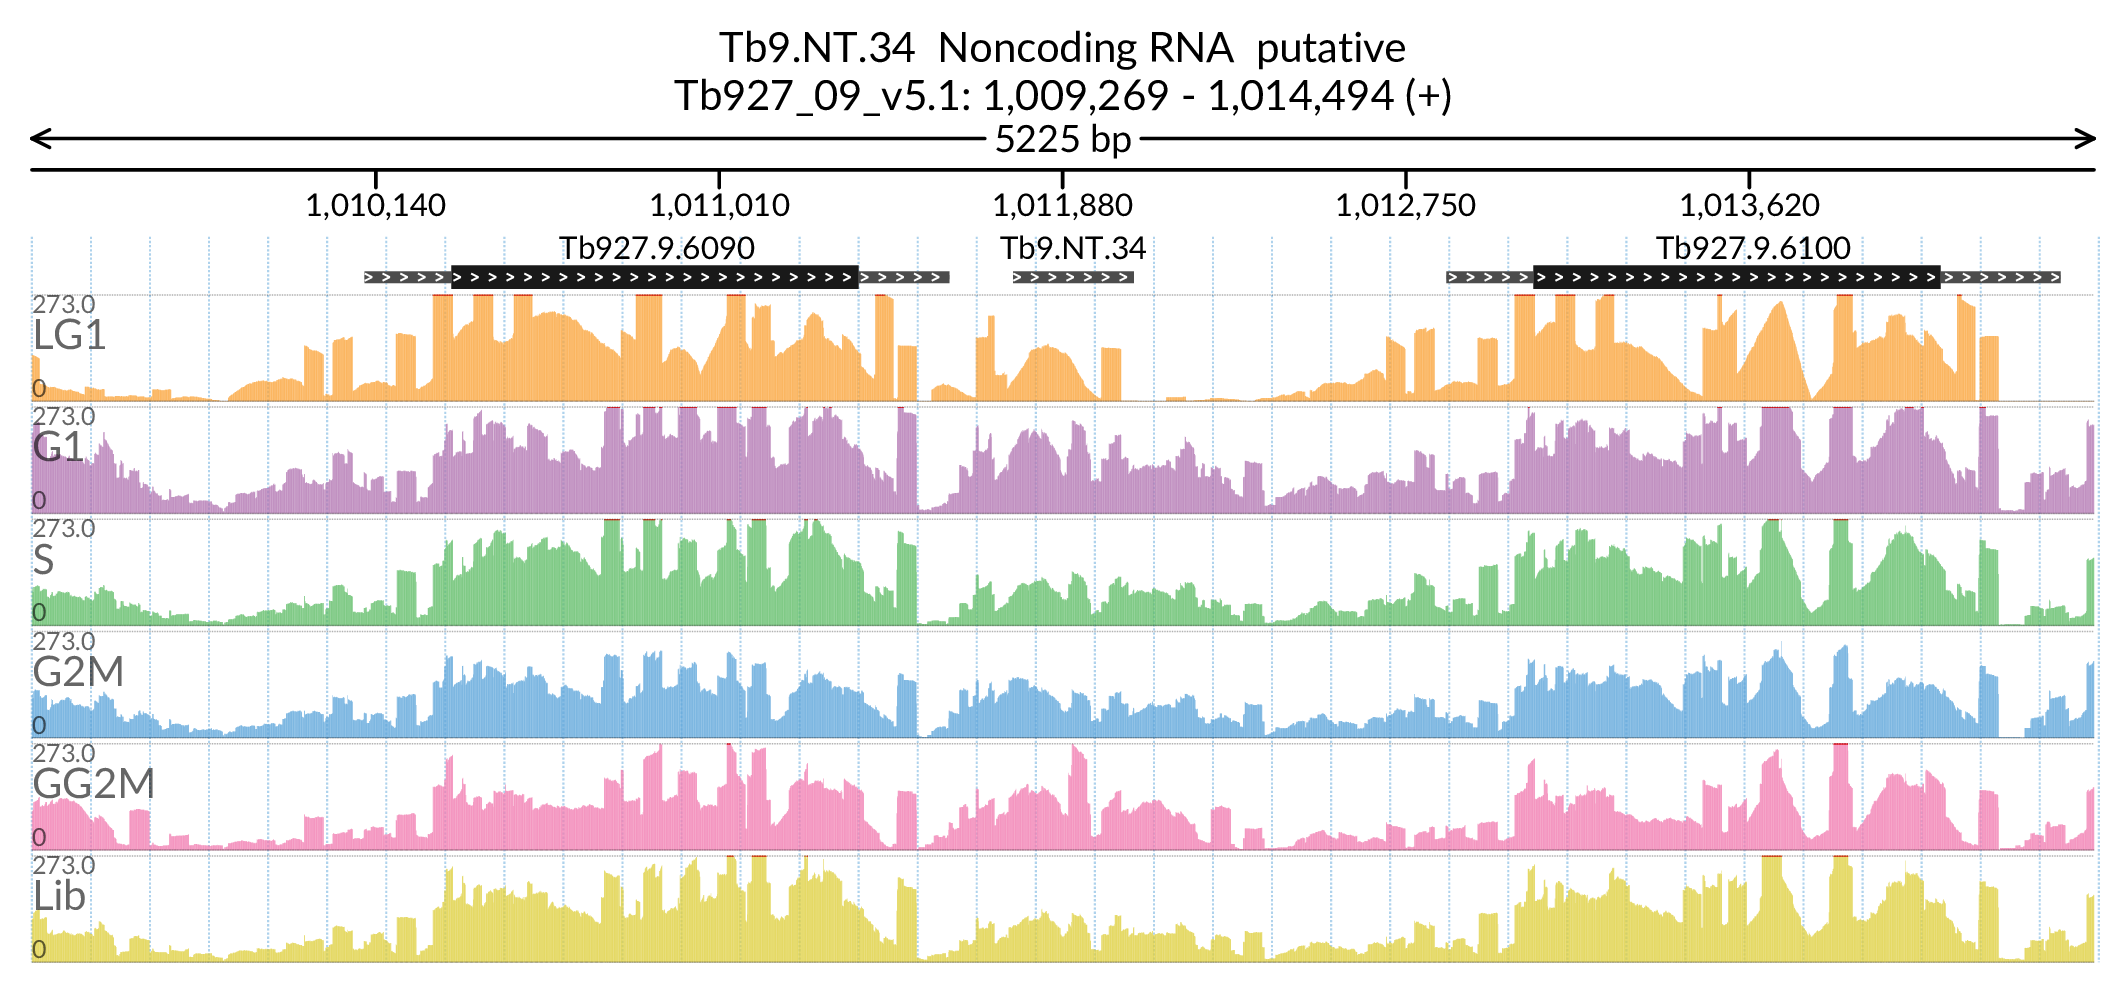 Tb9.NT.34 Noncoding RNA putative
Tb927_09_v5.1: 1,009,269 - 1,014,494 (+)
5225 bp
1,010,140 1,011,010 1,011,880 1,012,750 1,013,620
Tb927.9.6090 Tb9.NT.34 Tb927.9.6100
273.0
LG1
0
273.0
G1
0
273.0
S
0
273.0
G2M
0
273.0
GG2M
0
273.0
Lib
0